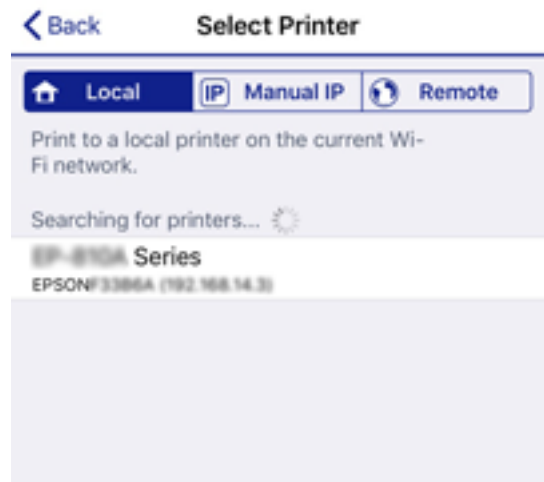 Back
Select Printer
Local
IP Manual IP
Remote
Print to a local printer on the current Wi-
Fi network.
Searching for printers...
Series
EPSON